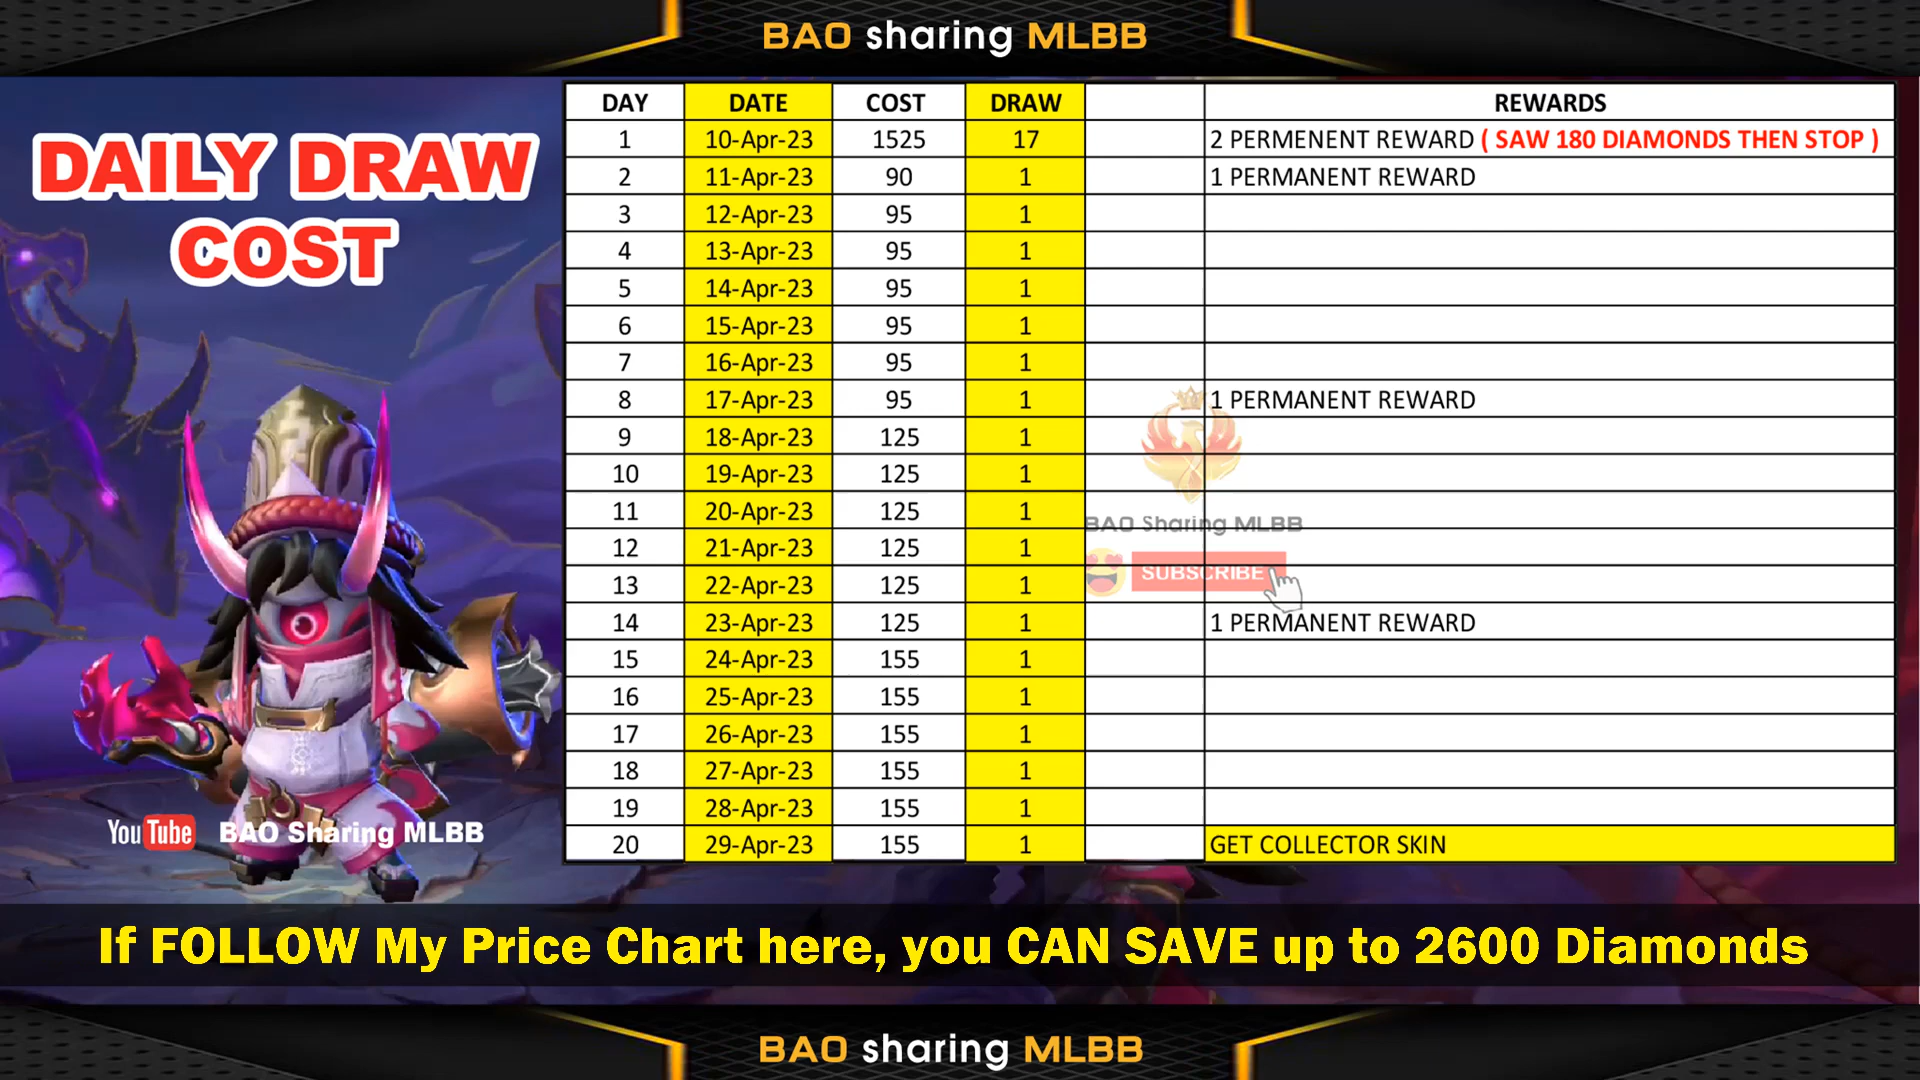 BAO sharing MLBB
DAILY DRAW
COST
DAY DATE COST DRAW REWARDS
1 10-Apr-23 1525 17 2 PERMENENT REWARD ( SAW 180 DIAMONDS THEN STOP )
2 11-Apr-23 90 1 1 PERMANENT REWARD
3 12-Apr-23 95 1
4 13-Apr-23 95 1
5 14-Apr-23 95 1
6 15-Apr-23 95 1
7 16-Apr-23 95 1
8 17-Apr-23 95 1 1 PERMANENT REWARD
9 18-Apr-23 125 1
10 19-Apr-23 125 1
11 20-Apr-23 125 1
12 21-Apr-23 125 1
13 22-Apr-23 125 1
14 23-Apr-23 125 1 1 PERMANENT REWARD
15 24-Apr-23 155 1
16 25-Apr-23 155 1
17 26-Apr-23 155 1
18 27-Apr-23 155 1
19 28-Apr-23 155 1
20 29-Apr-23 155 1 GET COLLECTOR SKIN
BAO Sharing MLBB
SUBSCRIBE
YouTube BAO Sharing MLBB
If FOLLOW My Price Chart here, you CAN SAVE up to 2600 Diamonds
BAO sharing MLBB